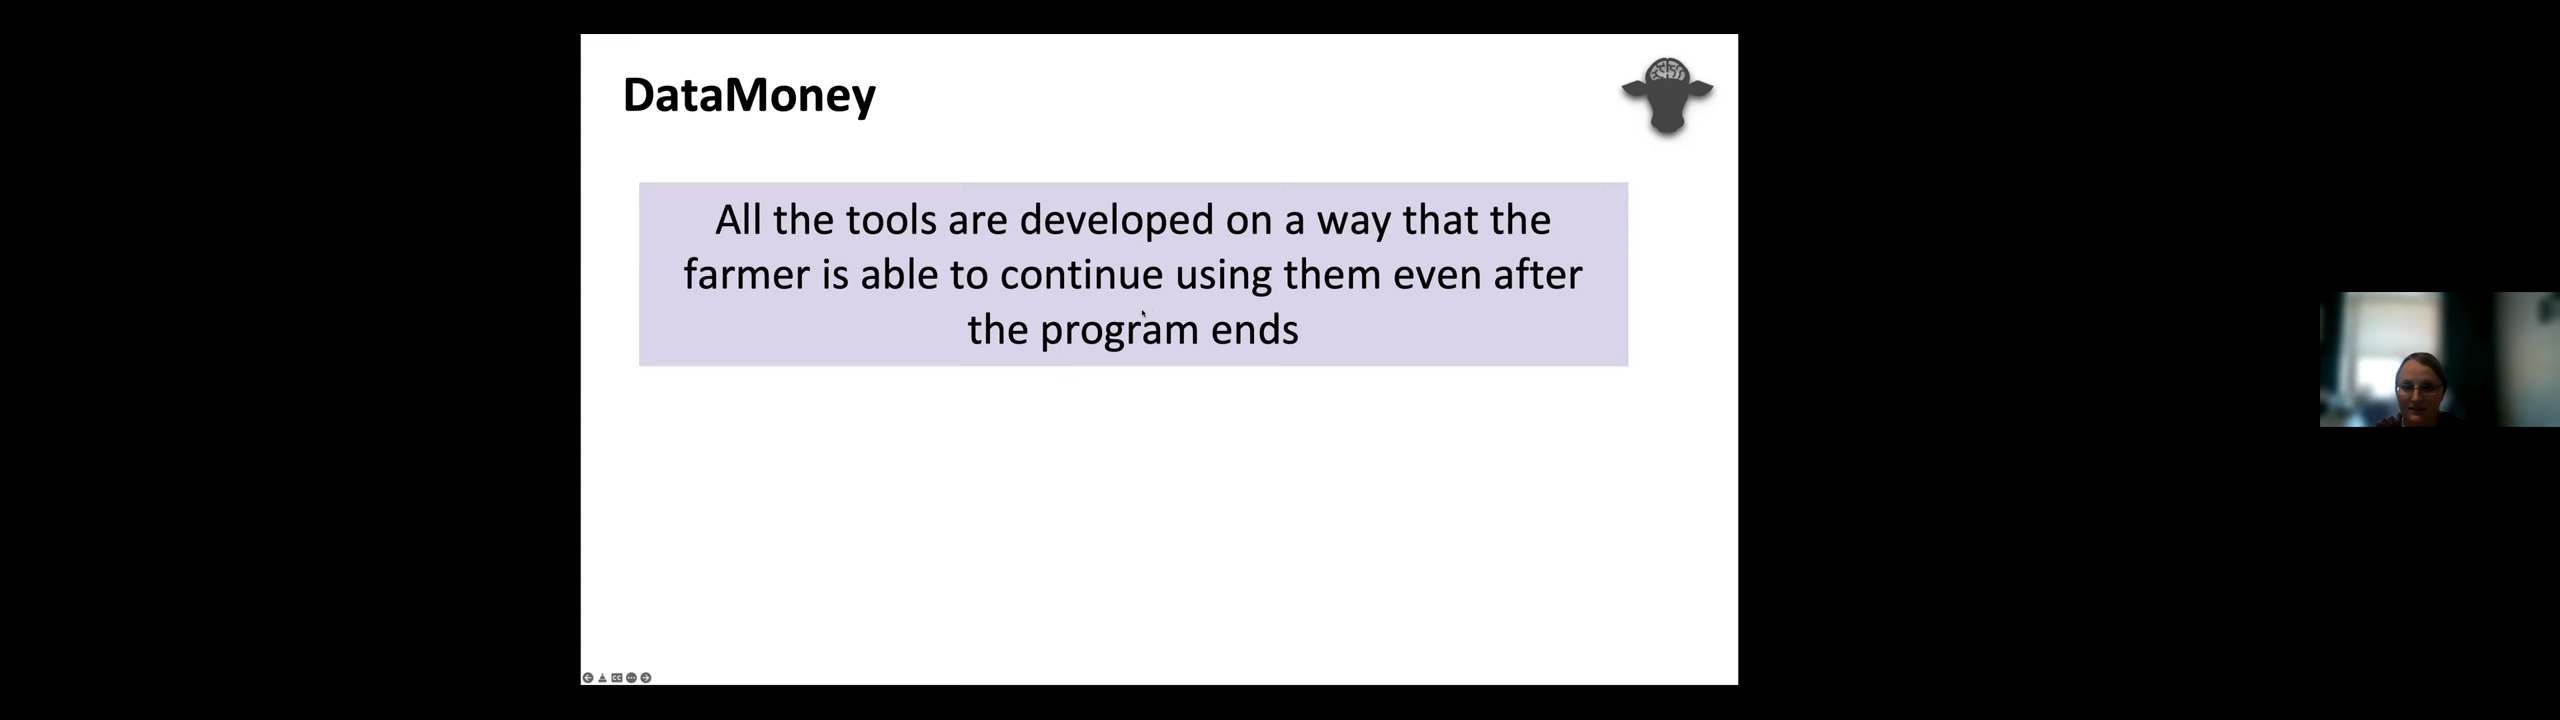 DataMoney
All the tools are developed on a way that the
farmer is able to continue using them even after
the program ends